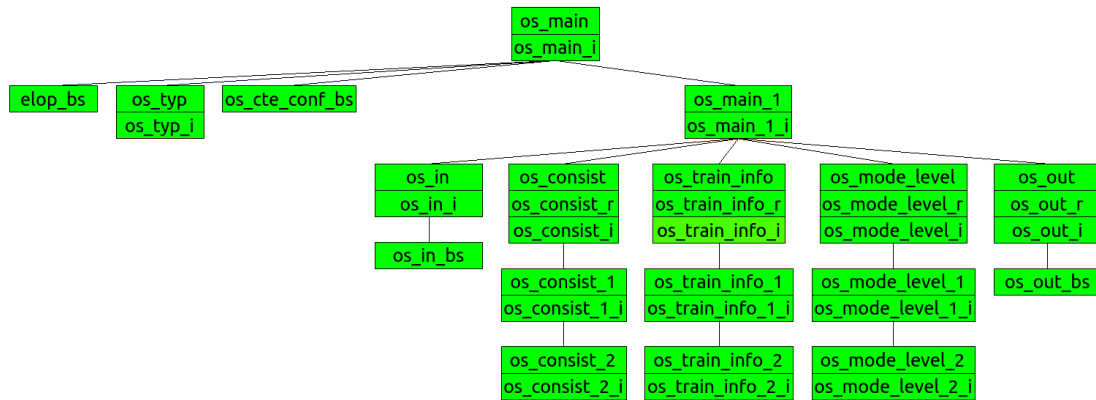 os_main
os_main_i
elop_bs
os_typ
os_typ_i
os_cte_conf_bs
os_main_1
os_main_1_i
os_in
os_in_i
os_in_bs
os_consist
os_consist_r
os_consist_i
os_consist_1
os_consist_1_i
os_consist_2
os_consist_2_i
os_train_info
os_train_info_r
os_train_info_i
os_train_info_1
os_train_info_1_i
os_train_info_2
os_train_info_2_i
os_mode_level
os_mode_level_r
os_mode_level_i
os_mode_level_1
os_mode_level_1_i
os_mode_level_2
os_mode_level_2_i
os_out
os_out_r
os_out_i
os_out_bs